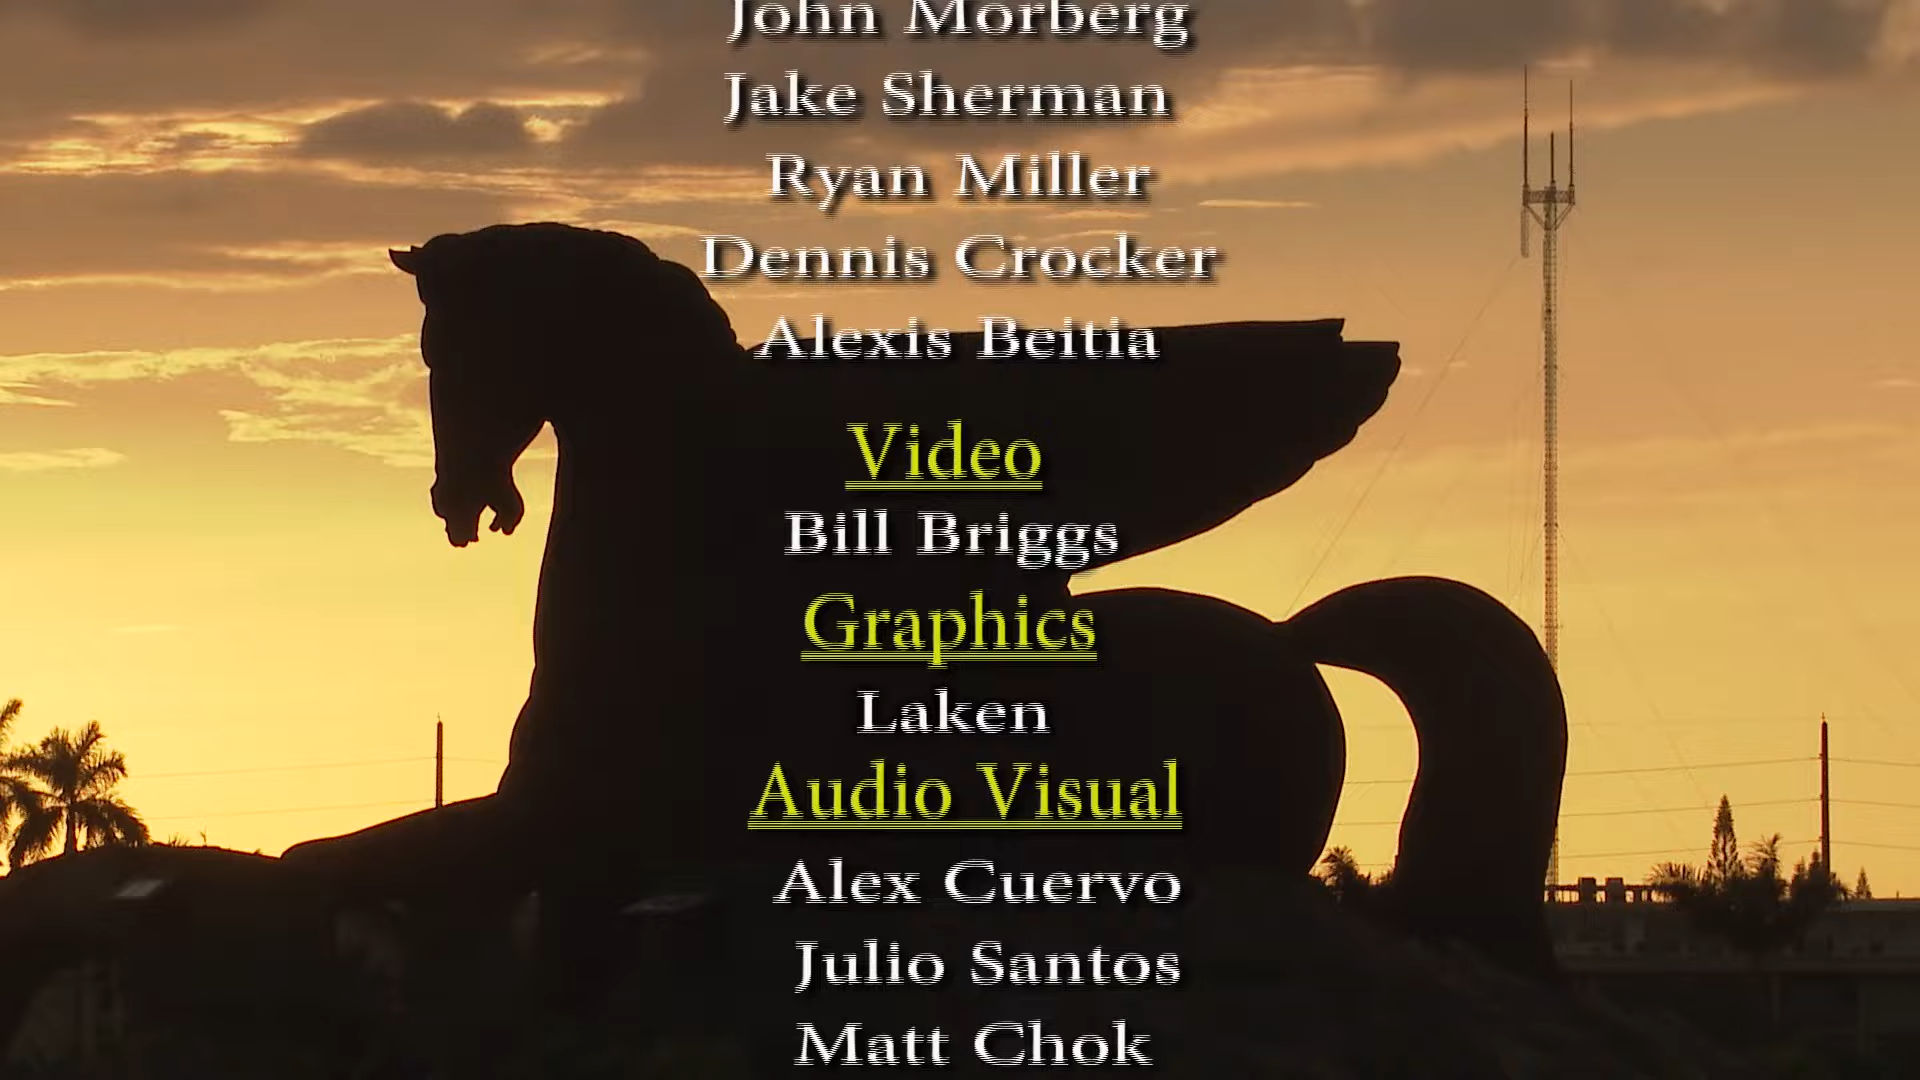 John Morberg
Jake Sherman
Ryan Miller
Dennis Crocker
Alexis Beitia
Video
Bill Briggs
Graphics
Laken
Audio Visual
Alex Cuervo
Julio Santos
Matt Chok